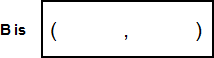 B is ( , )